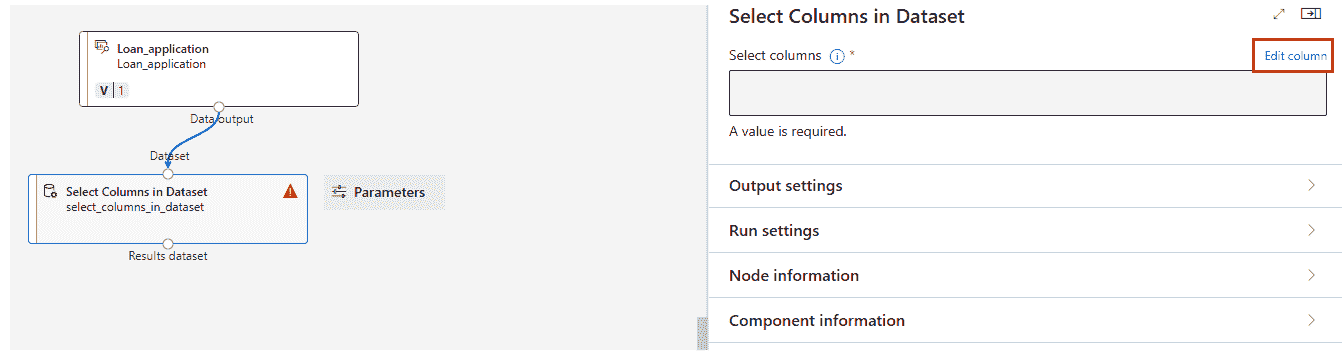 Loan_application
Loan_application
V 1
Data output
Dataset
Select Columns in Dataset
select_columns_in_dataset
Parameters
Results dataset
Select Columns in Dataset
Select columns i * Edit column
A value is required.
Output settings
Run settings
Node information
Component information